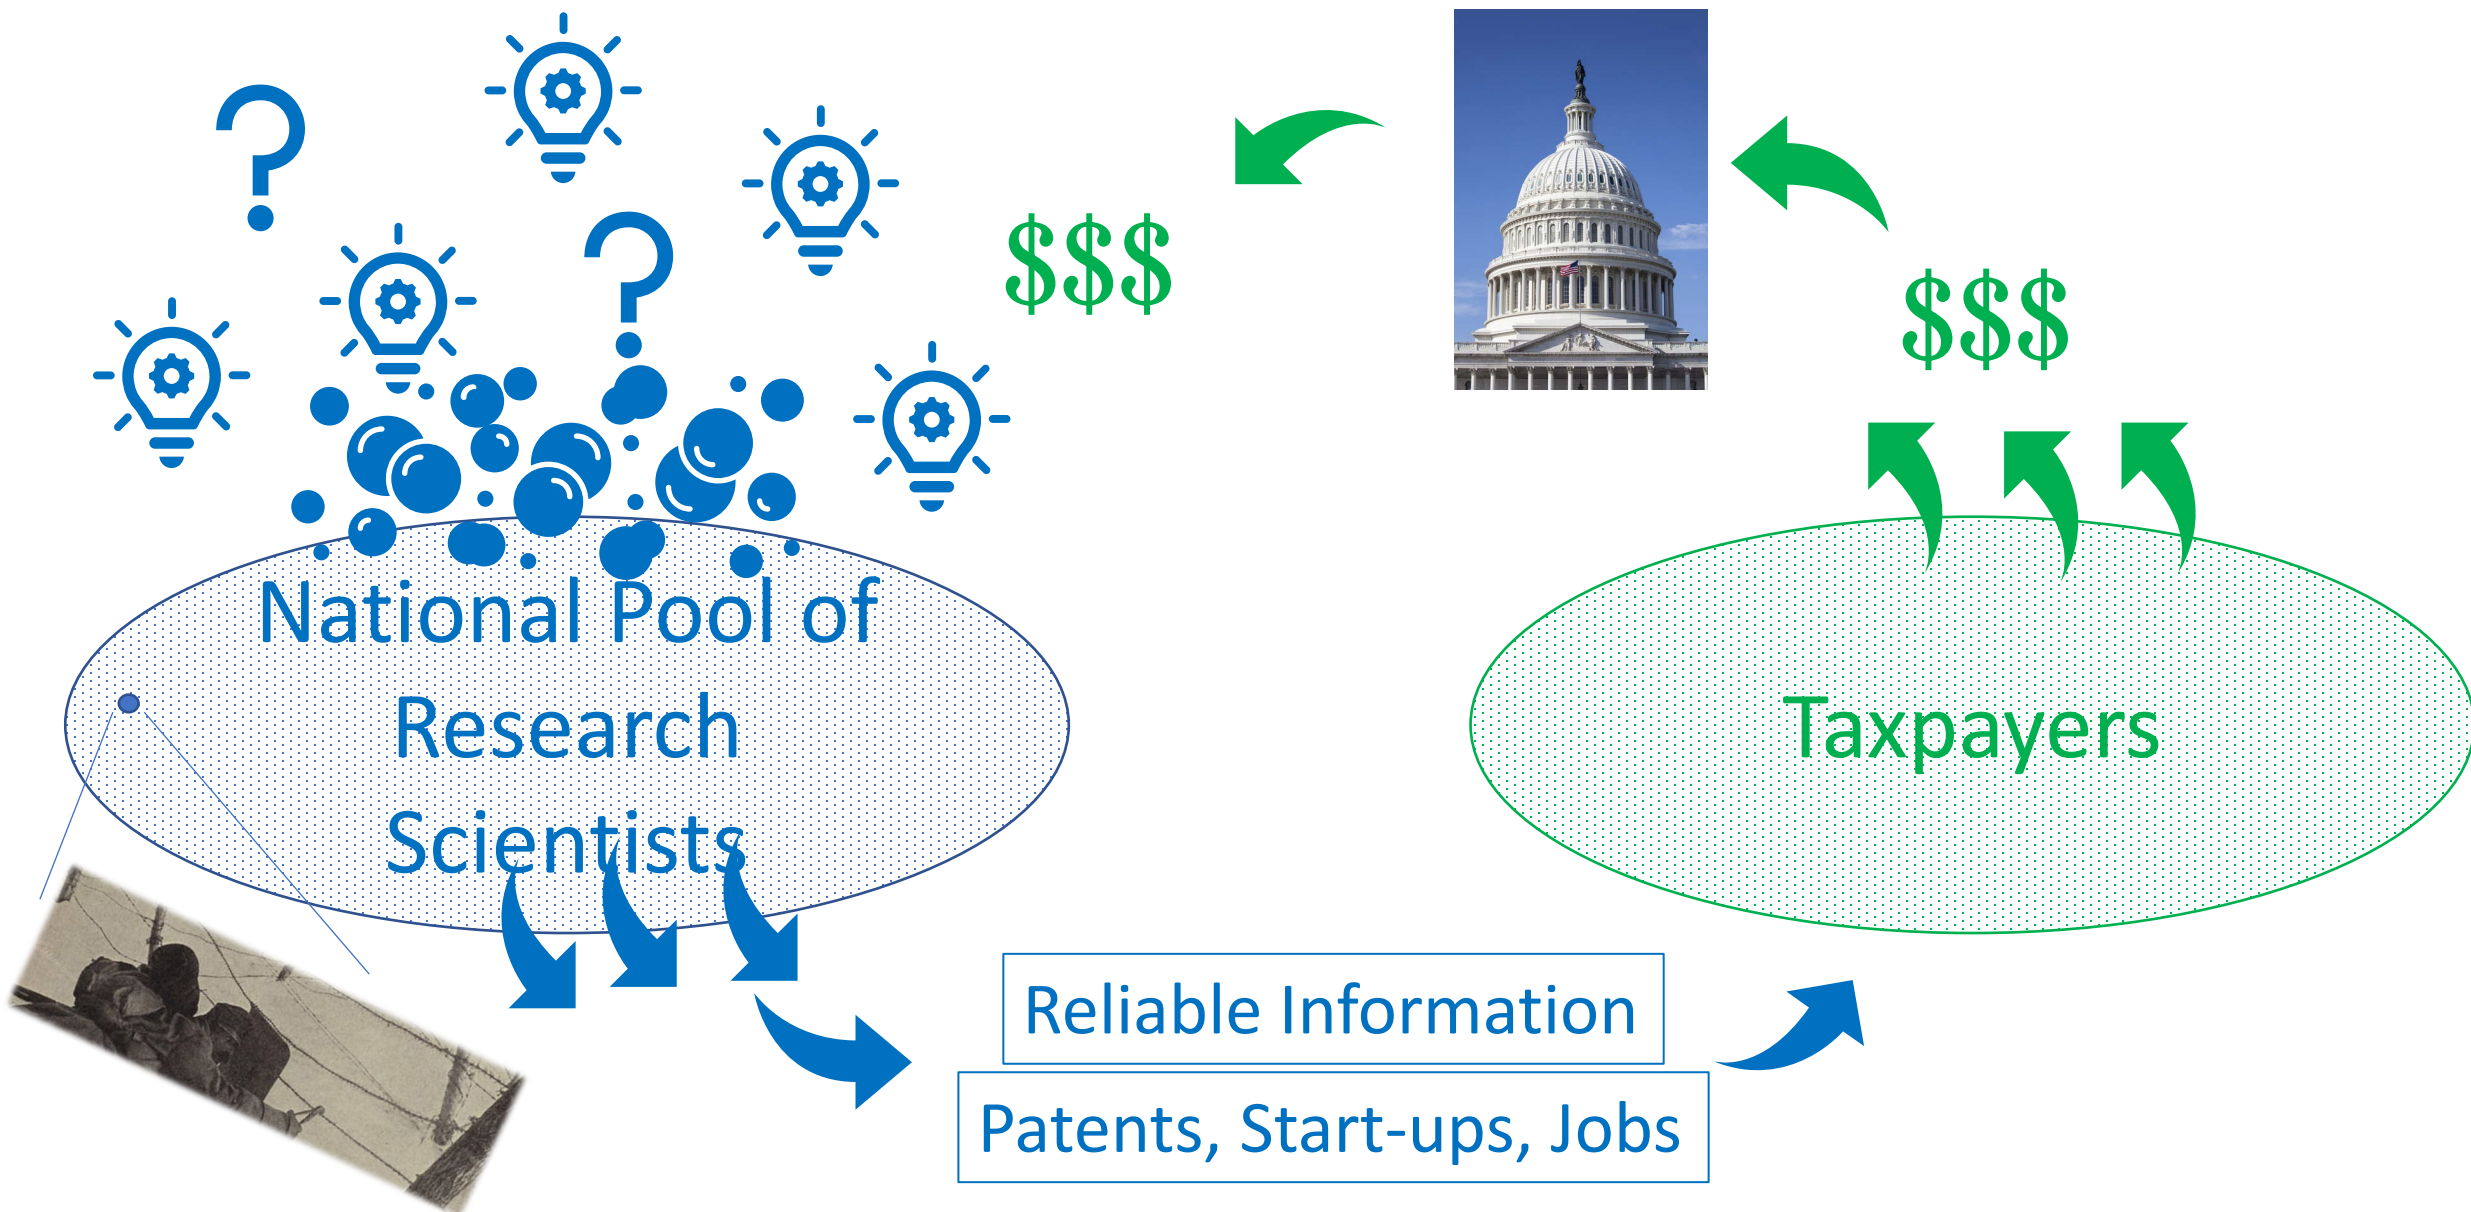 ?
?
$$$
$$$
National Pool of
Research
Scientists
Taxpayers
Reliable Information
Patents, Start-ups, Jobs